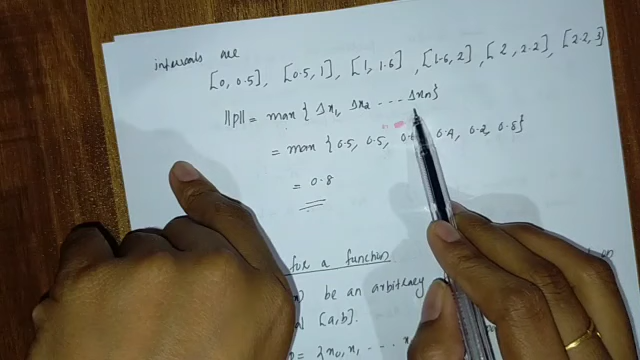 intervals are
[0, 0.5], [0.5, 1], [1, 1.6], [1.6, 2], [2, 2.2], [2.2, 3]
||p|| = max { Δx₁, Δx₂ ... Δxn}
= max { 0.5, 0.5, 0.4, 0.2, 0.8}
= 0.8
for a function
be an arbitrary
[a, b].
= {x₀, x₁ ...